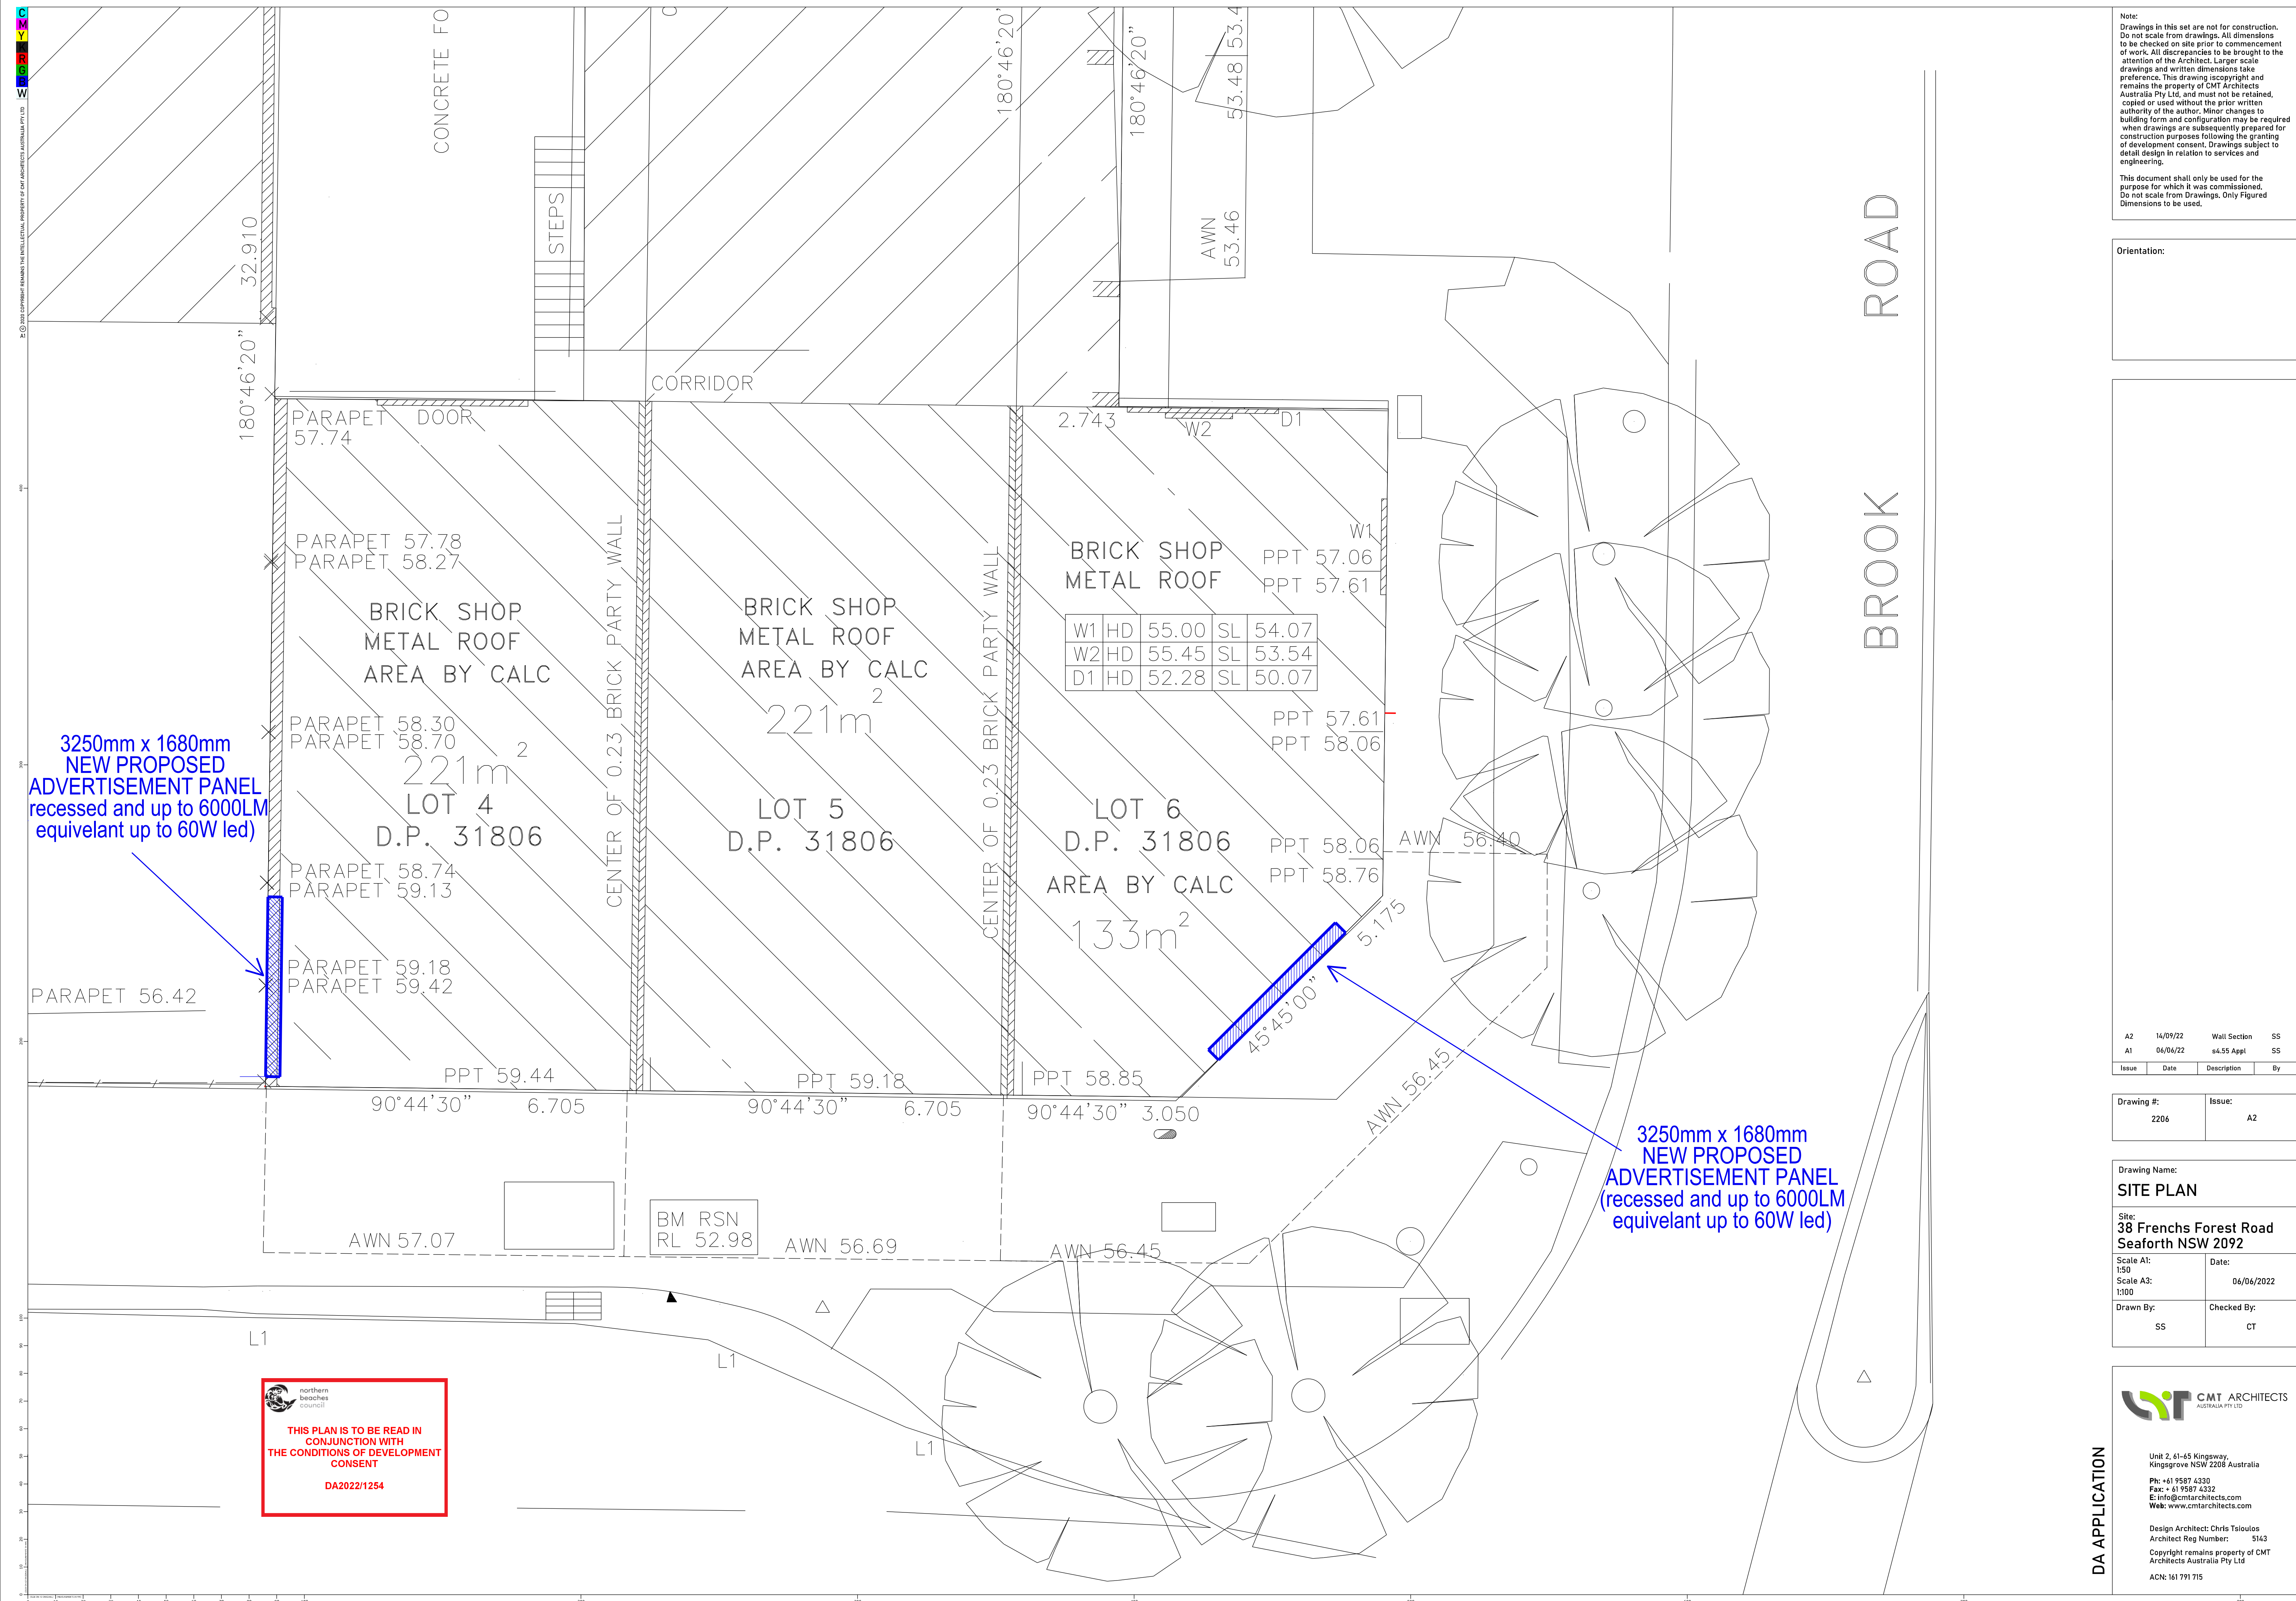 C
M
Y
K
R
G
B
W
A1 © 2020 COPYRIGHT REMAINS THE INTELLECTUAL PROPERTY OF CMT ARCHITECTS AUSTRALIA PTY LTD
CONCRETE FO
180°46'20"
180°46'20"
53.48
53.4
32.910
STEPS
AWN
53.46
180°46'20"
CORRIDOR
PARAPET
57.74
DOOR
2.743
W2
D1
PARAPET 57.78
PARAPET 58.27
BRICK SHOP
METAL ROOF
AREA BY CALC
PARAPET 58.30
PARAPET 58.70
221m2
LOT 4
D.P. 31806
PARAPET 58.74
PARAPET 59.13
PARAPET 59.18
PARAPET 59.42
PARAPET 56.42
PPT 59.44
90°44'30"
6.705
CENTER OF 0.23 BRICK PARTY WALL
BRICK SHOP
METAL ROOF
AREA BY CALC
221m2
LOT 5
D.P. 31806
PPT 59.18
90°44'30"
6.705
CENTER OF 0.23 BRICK PARTY WALL
BRICK SHOP
METAL ROOF
W1
PPT 57.06
PPT 57.61
W1 HD 55.00 SL 54.07
W2 HD 55.45 SL 53.54
D1 HD 52.28 SL 50.07
PPT 57.61
PPT 58.06
LOT 6
D.P. 31806
AREA BY CALC
133m2
PPT 58.06
PPT 58.76
AWN 56.40
5.175
45°45'00"
PPT 58.85
90°44'30" 3.050
AWN 56.45
3250mm x 1680mm
NEW PROPOSED
ADVERTISEMENT PANEL
recessed and up to 6000LM
equivelant up to 60W led)
3250mm x 1680mm
NEW PROPOSED
ADVERTISEMENT PANEL
(recessed and up to 6000LM
equivelant up to 60W led)
AWN 57.07
BM RSN
RL 52.98
AWN 56.69
AWN 56.45
L1
L1
L1
BROOK ROAD
northern
beaches
council
THIS PLAN IS TO BE READ IN
CONJUNCTION WITH
THE CONDITIONS OF DEVELOPMENT
CONSENT
DA2022/1254
Note:
Drawings in this set are not for construction.
Do not scale from drawings. All dimensions
to be checked on site prior to commencement
of work. All discrepancies to be brought to the
attention of the Architect. Larger scale
drawings and written dimensions take
preference. This drawing iscopyright and
remains the property of CMT Architects
Australia Pty Ltd, and must not be retained,
copied or used without the prior written
authority of the author. Minor changes to
building form and configuration may be required
when drawings are subsequently prepared for
construction purposes following the granting
of development consent. Drawings subject to
detail design in relation to services and
engineering.
This document shall only be used for the
purpose for which it was commissioned.
Do not scale from Drawings. Only Figured
Dimensions to be used.
Orientation:
A2 14/09/22 Wall Section SS
A1 06/06/22 s4.55 Appl SS
Issue Date Description By
Drawing #:
2206
Issue:
A2
Drawing Name:
SITE PLAN
Site:
38 Frenchs Forest Road
Seaforth NSW 2092
Scale A1:
1:50
Scale A3:
1:100
Date:
06/06/2022
Drawn By:
SS
Checked By:
CT
CMT ARCHITECTS
AUSTRALIA PTY LTD
DA APPLICATION
Unit 2, 61-65 Kingsway,
Kingsgrove NSW 2208 Australia
Ph: +61 9587 4330
Fax: + 61 9587 4332
E: info@cmtarchitects.com
Web: www.cmtarchitects.com
Design Architect: Chris Tsioulos
Architect Reg Number: 5143
Copyright remains property of CMT
Architects Australia Pty Ltd
ACN: 161 791 715